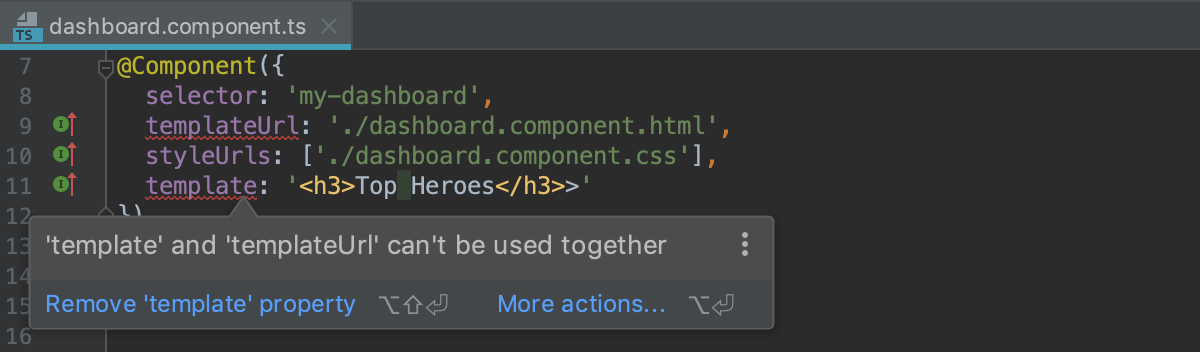 TS dashboard.component.ts
7 @Component({
8 selector: 'my-dashboard',
9 templateUrl: './dashboard.component.html',
10 styleUrls: ['./dashboard.component.css'],
11 template: '<h3>Top Heroes</h3>>'
12 })
13
'template' and 'templateUrl' can't be used together
14
15
Remove 'template' property ⌥⇧⏎ More actions... ⌥⏎
16